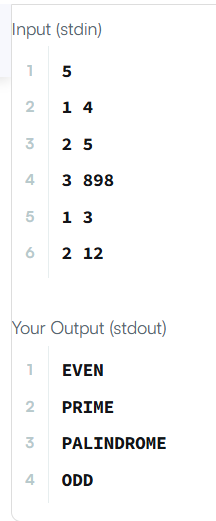 Input (stdin)
1 5
2 1 4
3 2 5
4 3 898
5 1 3
6 2 12
Your Output (stdout)
1 EVEN
2 PRIME
3 PALINDROME
4 ODD